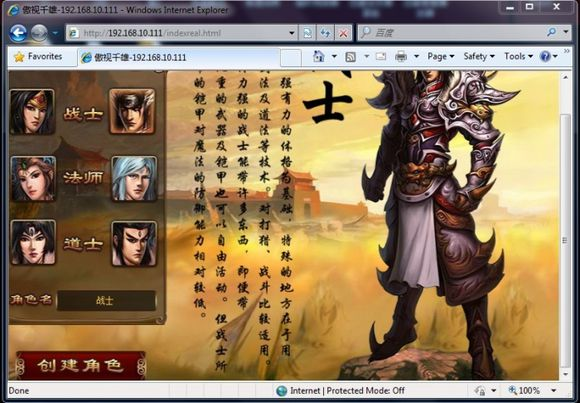 傲视千雄-192.168.10.111 - Windows Internet Explorer
http://192.168.10.111/indexreal.html
百度
Favorites
傲视千雄-192.168.10.111
Page
Safety
Tools
战士
法师
道士
角色名
战士
创建角色
士
强有力的体格为基础，特殊的地方在于用
法及道法等技术。对打猎、战斗比较适用。
力强的战士能带许多东西，即便带
重的武器及铠甲也可以自由活动。但战士所
的铠甲对魔法的防御能力相对较低。
Done
Internet | Protected Mode: Off
100%